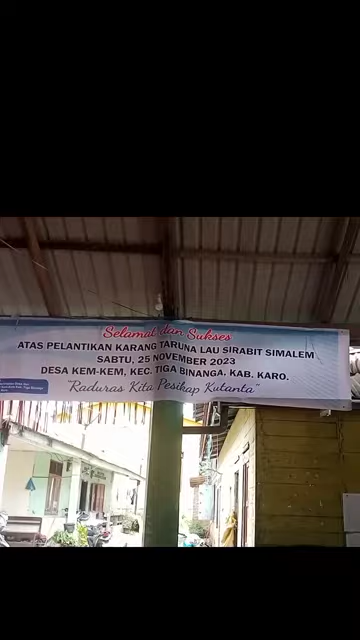 Selamat dan Sukses
ATAS PELANTIKAN KARANG TARUNA LAU SIRABIT SIMALEM
SABTU, 25 NOVEMBER 2023
DESA KEM-KEM, KEC. TIGA BINANGA. KAB. KARO.
"Raduras Kita Pesikap Kutanta"